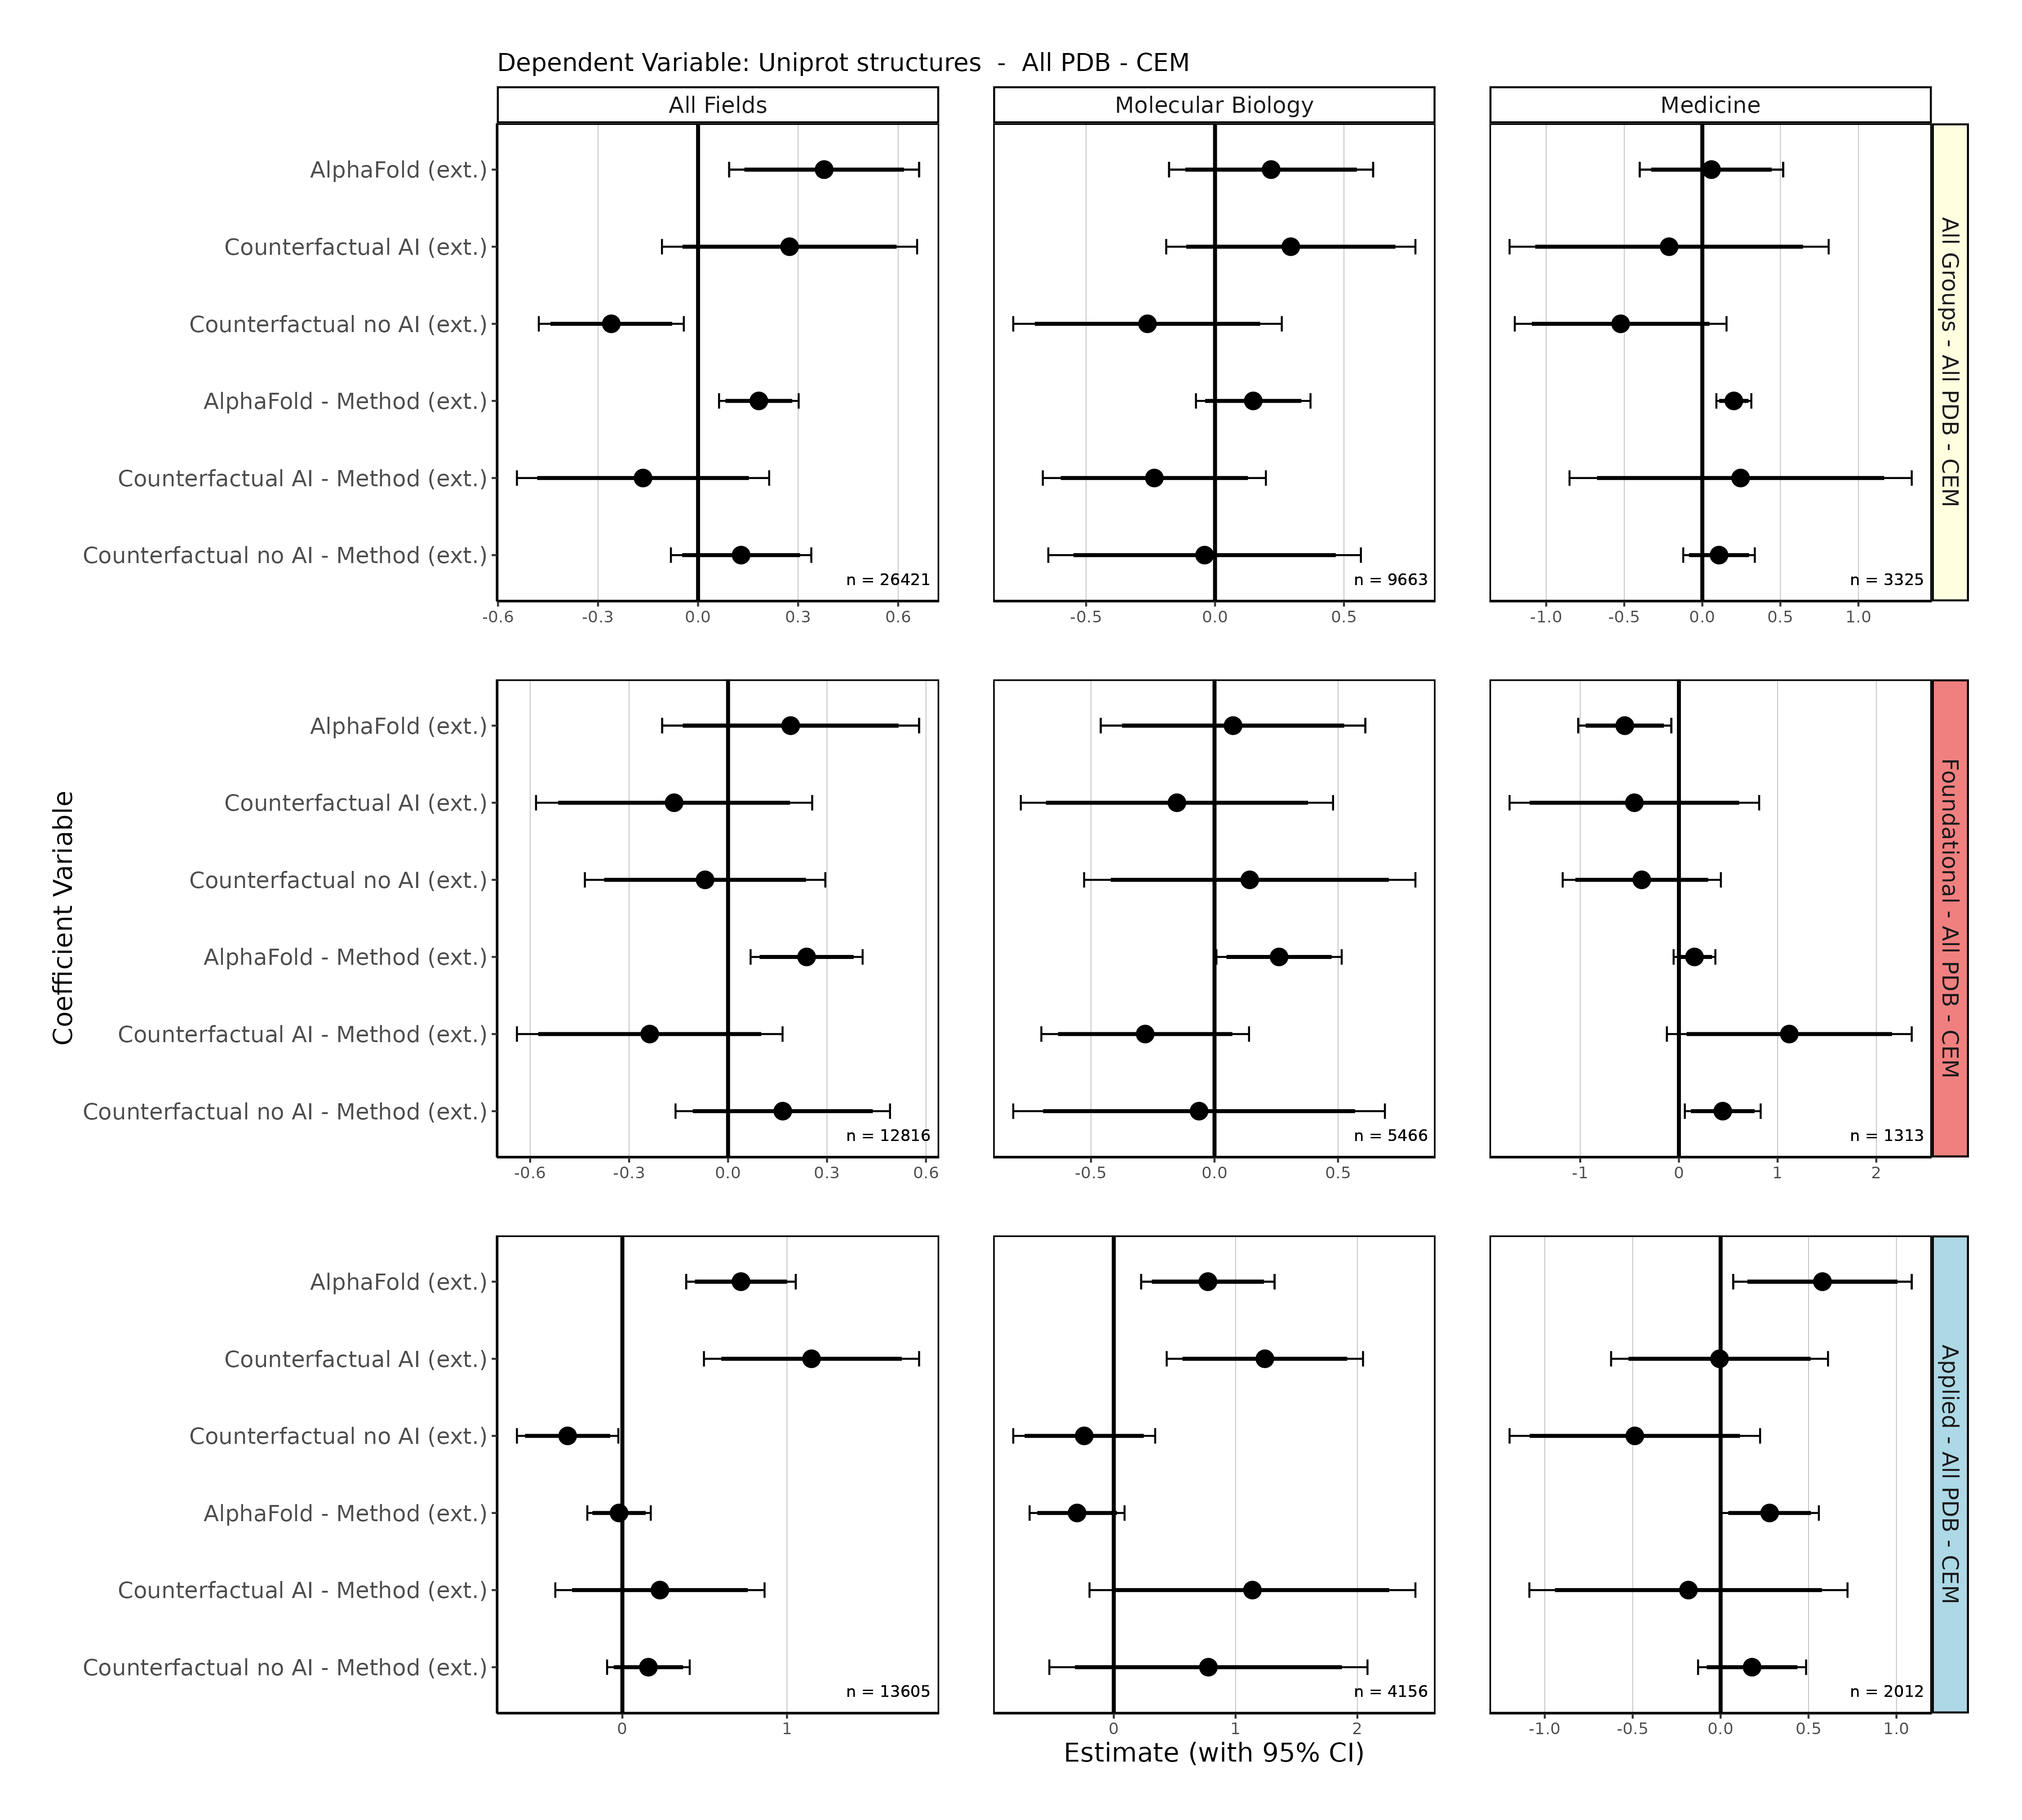 Dependent Variable: Uniprot structures  -  All PDB - CEM
All Fields
Molecular Biology
Medicine
AlphaFold (ext.)
Counterfactual AI (ext.)
Counterfactual no AI (ext.)
AlphaFold - Method (ext.)
Counterfactual AI - Method (ext.)
Counterfactual no AI - Method (ext.)
n = 26421
n = 9663
n = 3325
All Groups - All PDB - CEM
-0.6 -0.3 0.0 0.3 0.6
-0.5 0.0 0.5
-1.0 -0.5 0.0 0.5 1.0
Coefficient Variable
AlphaFold (ext.)
Counterfactual AI (ext.)
Counterfactual no AI (ext.)
AlphaFold - Method (ext.)
Counterfactual AI - Method (ext.)
Counterfactual no AI - Method (ext.)
n = 12816
n = 5466
n = 1313
Foundational - All PDB - CEM
-0.6 -0.3 0.0 0.3 0.6
-0.5 0.0 0.5
-1 0 1 2
AlphaFold (ext.)
Counterfactual AI (ext.)
Counterfactual no AI (ext.)
AlphaFold - Method (ext.)
Counterfactual AI - Method (ext.)
Counterfactual no AI - Method (ext.)
n = 13605
n = 4156
n = 2012
Applied - All PDB - CEM
0 1
0 1 2
-1.0 -0.5 0.0 0.5 1.0
Estimate (with 95% CI)